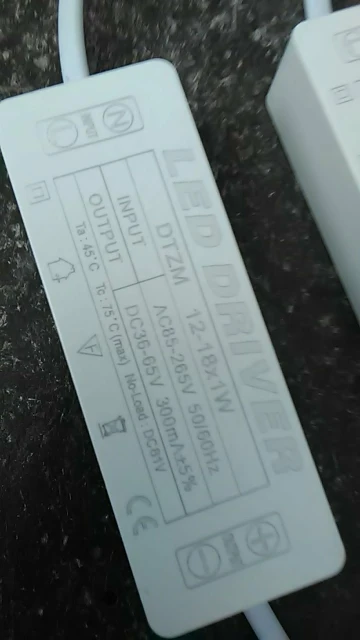 N
L
INPUT
LED DRIVER
DTZM 12-18x1W
INPUT AC85-265V 50/60Hz
OUTPUT DC36-65V 300mA±5%
Ta:45°C Tc:75°C(max) No-Load:DC81V
CE